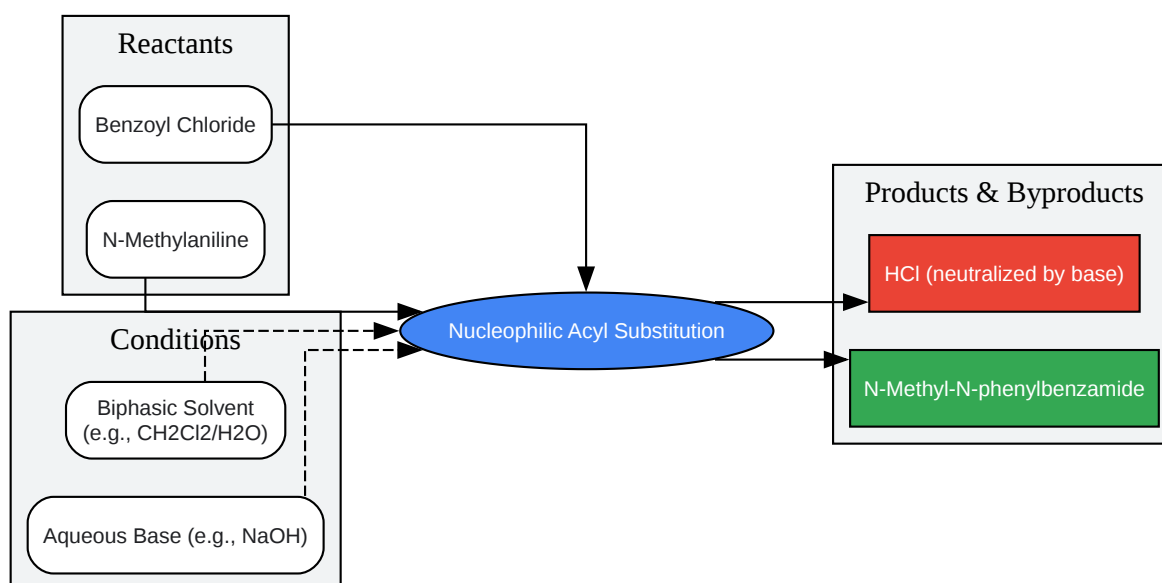 Reactants
Benzoyl Chloride
N-Methylaniline
Conditions
Biphasic Solvent
(e.g., CH2Cl2/H2O)
Aqueous Base (e.g., NaOH)
Nucleophilic Acyl Substitution
Products & Byproducts
HCl (neutralized by base)
N-Methyl-N-phenylbenzamide